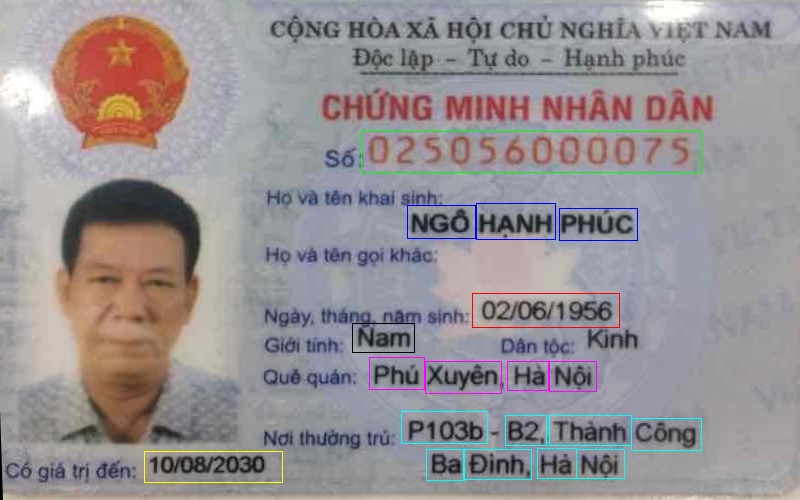 CỘNG HÒA XÃ HỘI CHỦ NGHĨA VIỆT NAM
Độc lập - Tự do - Hạnh phúc
CHỨNG MINH NHÂN DÂN
Số: 025056000075
Họ và tên khai sinh:
NGÔ HẠNH PHÚC
Họ và tên gọi khác:
Ngày, tháng, năm sinh: 02/06/1956
Giới tính: Nam Dân tộc: Kinh
Quê quán: Phú Xuyên, Hà Nội
Nơi thường trú: P103b - B2, Thành Công
Ba Đình, Hà Nội
Có giá trị đến: 10/08/2030